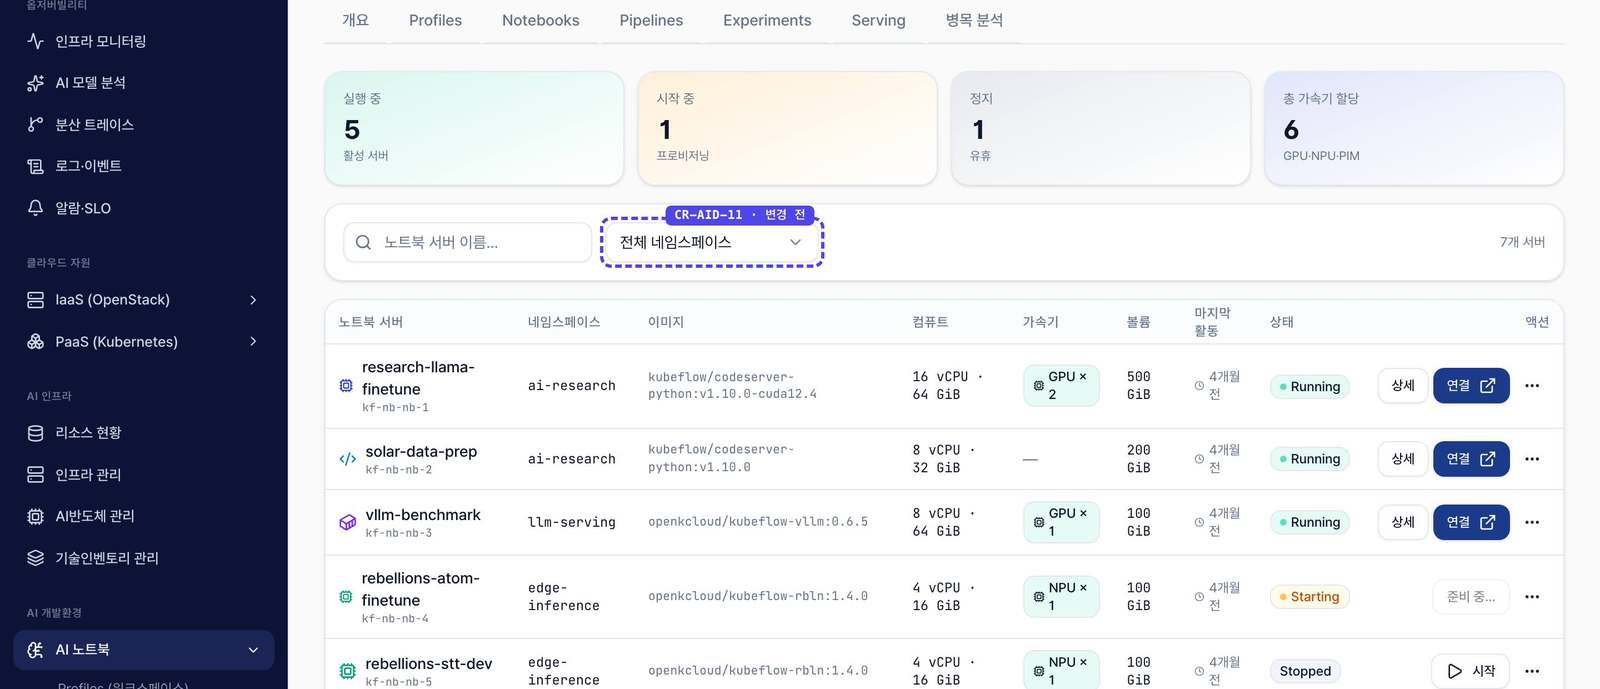 옵저버빌리티
인프라 모니터링
AI 모델 분석
분산 트레이스
로그·이벤트
알람·SLO
클라우드 자원
IaaS (OpenStack)
PaaS (Kubernetes)
AI 인프라
리소스 현황
인프라 관리
AI반도체 관리
기술인벤토리 관리
AI 개발환경
AI 노트북
Profiles (워크스페이스)
개요 Profiles Notebooks Pipelines Experiments Serving 병목 분석
실행 중
5
활성 서버
시작 중
1
프로비저닝
정지
1
유휴
총 가속기 할당
6
GPU·NPU·PIM
CR-AID-11 · 변경 전
노트북 서버 이름...
전체 네임스페이스
7개 서버
노트북 서버 네임스페이스 이미지 컴퓨트 가속기 볼륨 마지막 활동 상태 액션
research-llama-finetune
kf-nb-nb-1
ai-research
kubeflow/codeserver-python:v1.10.0-cuda12.4
16 vCPU · 64 GiB
GPU × 2
500 GiB
4개월 전
Running
상세
연결
solar-data-prep
kf-nb-nb-2
ai-research
kubeflow/codeserver-python:v1.10.0
8 vCPU · 32 GiB
—
200 GiB
4개월 전
Running
상세
연결
vllm-benchmark
kf-nb-nb-3
llm-serving
openkcloud/kubeflow-vllm:0.6.5
8 vCPU · 64 GiB
GPU × 1
100 GiB
4개월 전
Running
상세
연결
rebellions-atom-finetune
kf-nb-nb-4
edge-inference
openkcloud/kubeflow-rbln:1.4.0
4 vCPU · 16 GiB
NPU × 1
100 GiB
4개월 전
Starting
준비 중...
rebellions-stt-dev
kf-nb-nb-5
edge-inference
openkcloud/kubeflow-rbln:1.4.0
4 vCPU · 16 GiB
NPU × 1
100 GiB
4개월 전
Stopped
시작